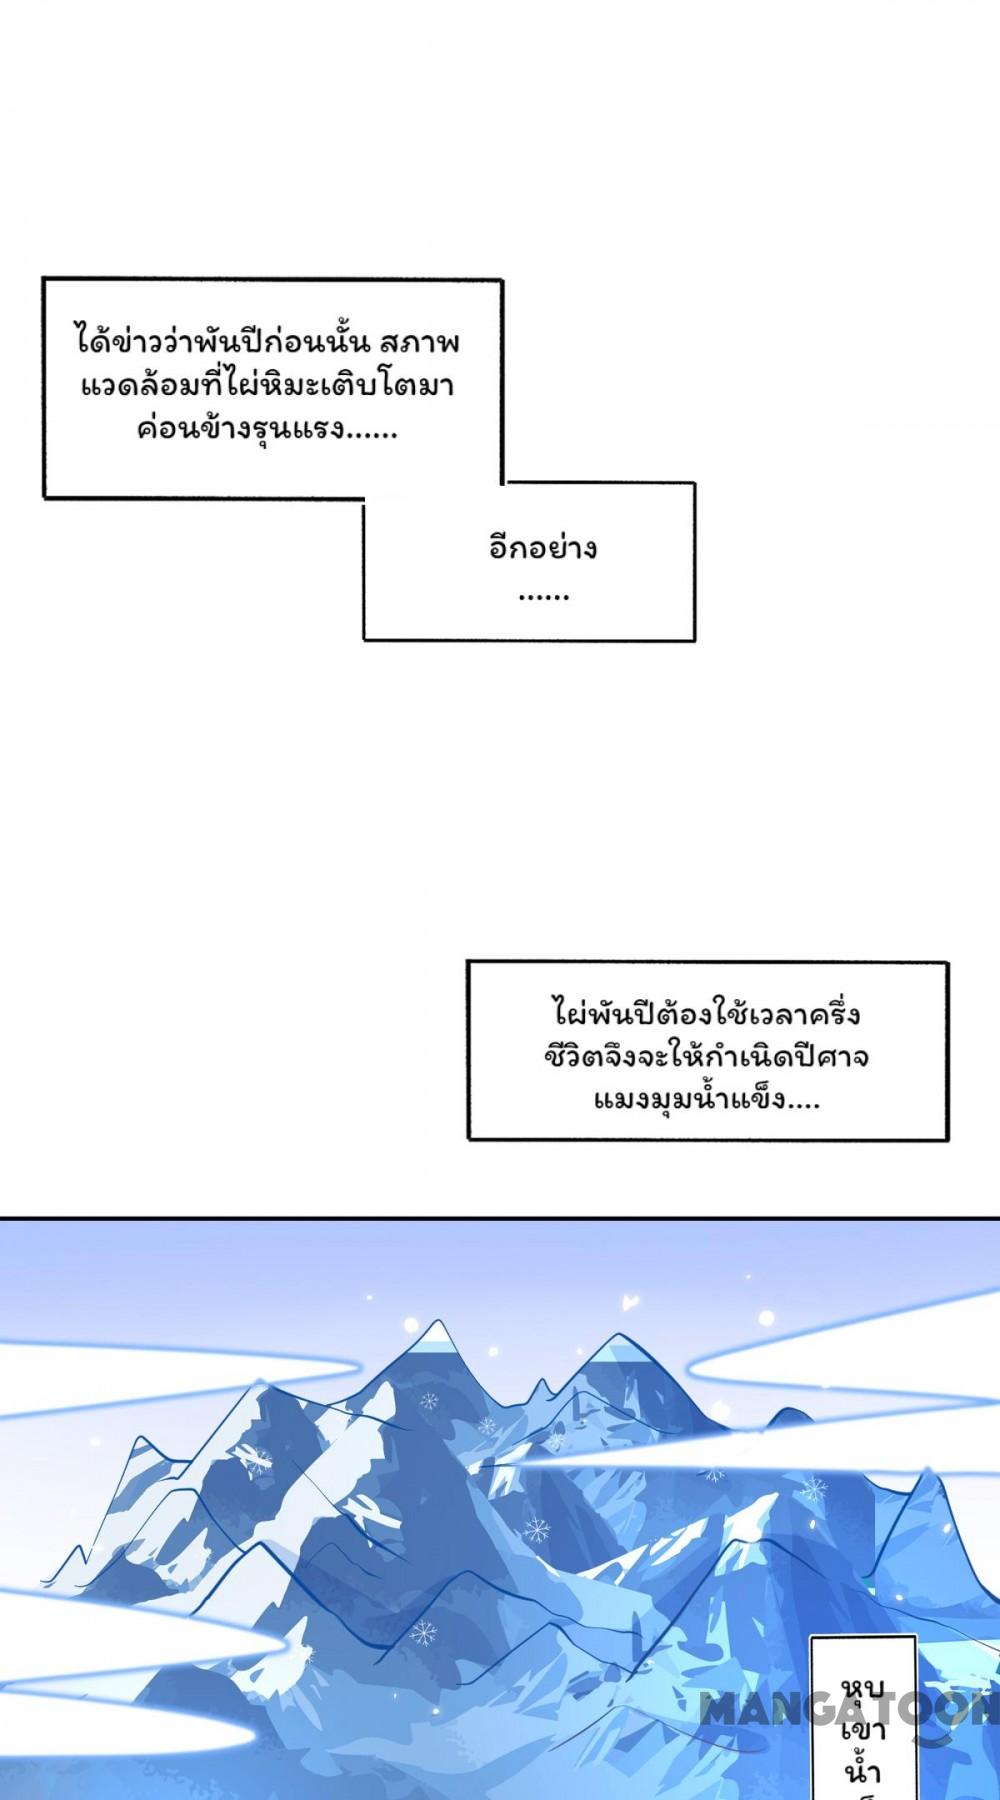 ได้ข่าวว่าพันปีก่อนนั้น สภาพ
แวดล้อมที่ไผ่หิมะเติบโตมา
ค่อนข้างรุนแรง......
อีกอย่าง
......
ไผ่พันปีต้องใช้เวลาครึ่ง
ชีวิตจึงจะให้กำเนิดปีศาจ
แมงมุมน้ำแข็ง....
หุบ
เขา
น้ำ
MANGATOON